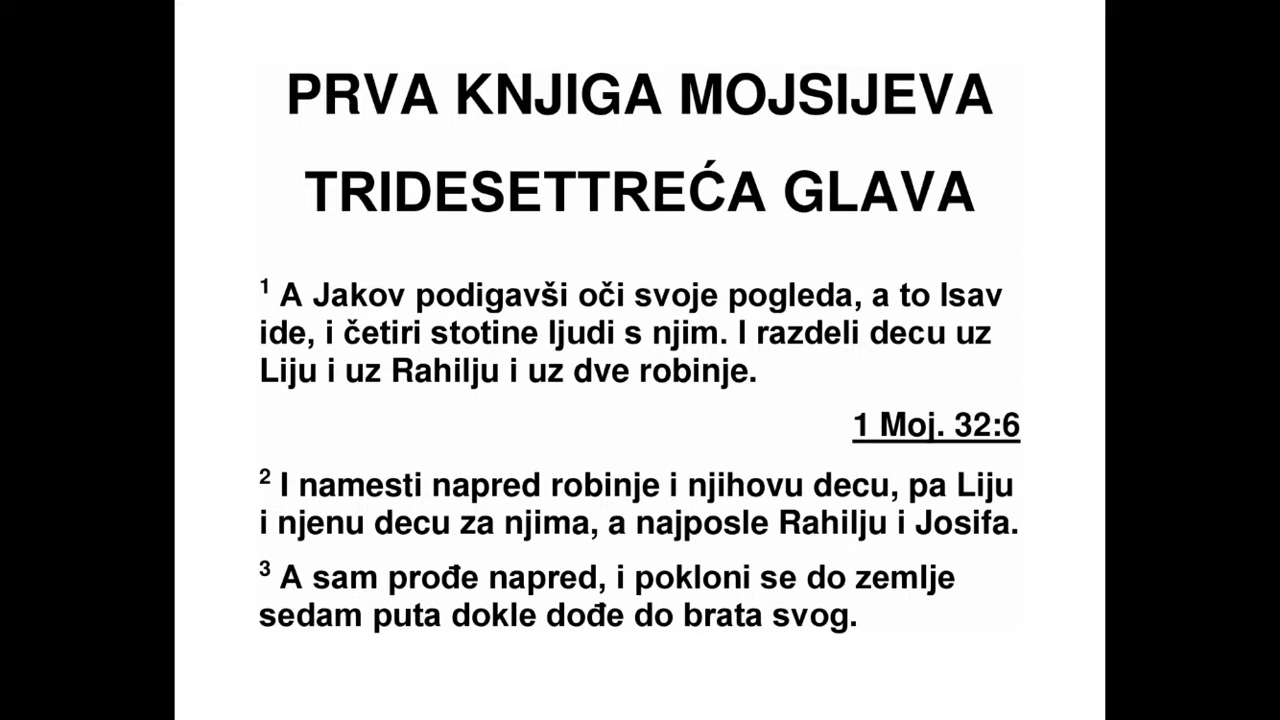 PRVA KNJIGA MOJSIJEVA
TRIDESETTREĆA GLAVA
1 A Jakov podigavši oči svoje pogleda, a to Isav
ide, i četiri stotine ljudi s njim. I razdeli decu uz
Liju i uz Rahilju i uz dve robinje.
1 Moj. 32:6
2 I namesti napred robinje i njihovu decu, pa Liju
i njenu decu za njima, a najposle Rahilju i Josifa.
3 A sam prođe napred, i pokloni se do zemlje
sedam puta dokle dođe do brata svog.